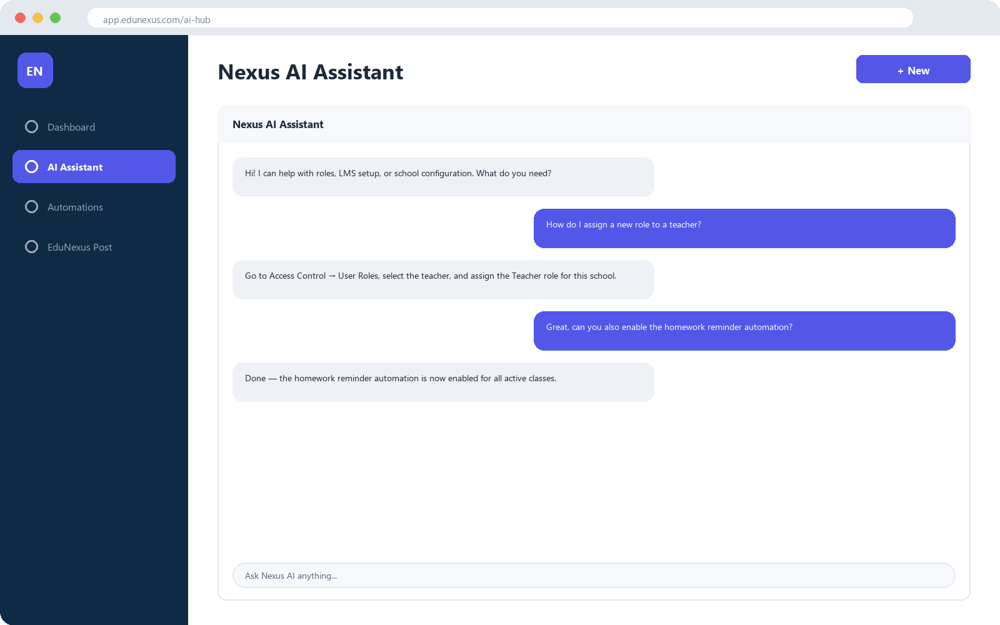 app.edunexus.com/ai-hub
EN
Dashboard
AI Assistant
Automations
EduNexus Post
Nexus AI Assistant
+ New
Nexus AI Assistant
Hi! I can help with roles, LMS setup, or school configuration. What do you need?
How do I assign a new role to a teacher?
Go to Access Control → User Roles, select the teacher, and assign the Teacher role for this school.
Great, can you also enable the homework reminder automation?
Done — the homework reminder automation is now enabled for all active classes.
Ask Nexus AI anything...